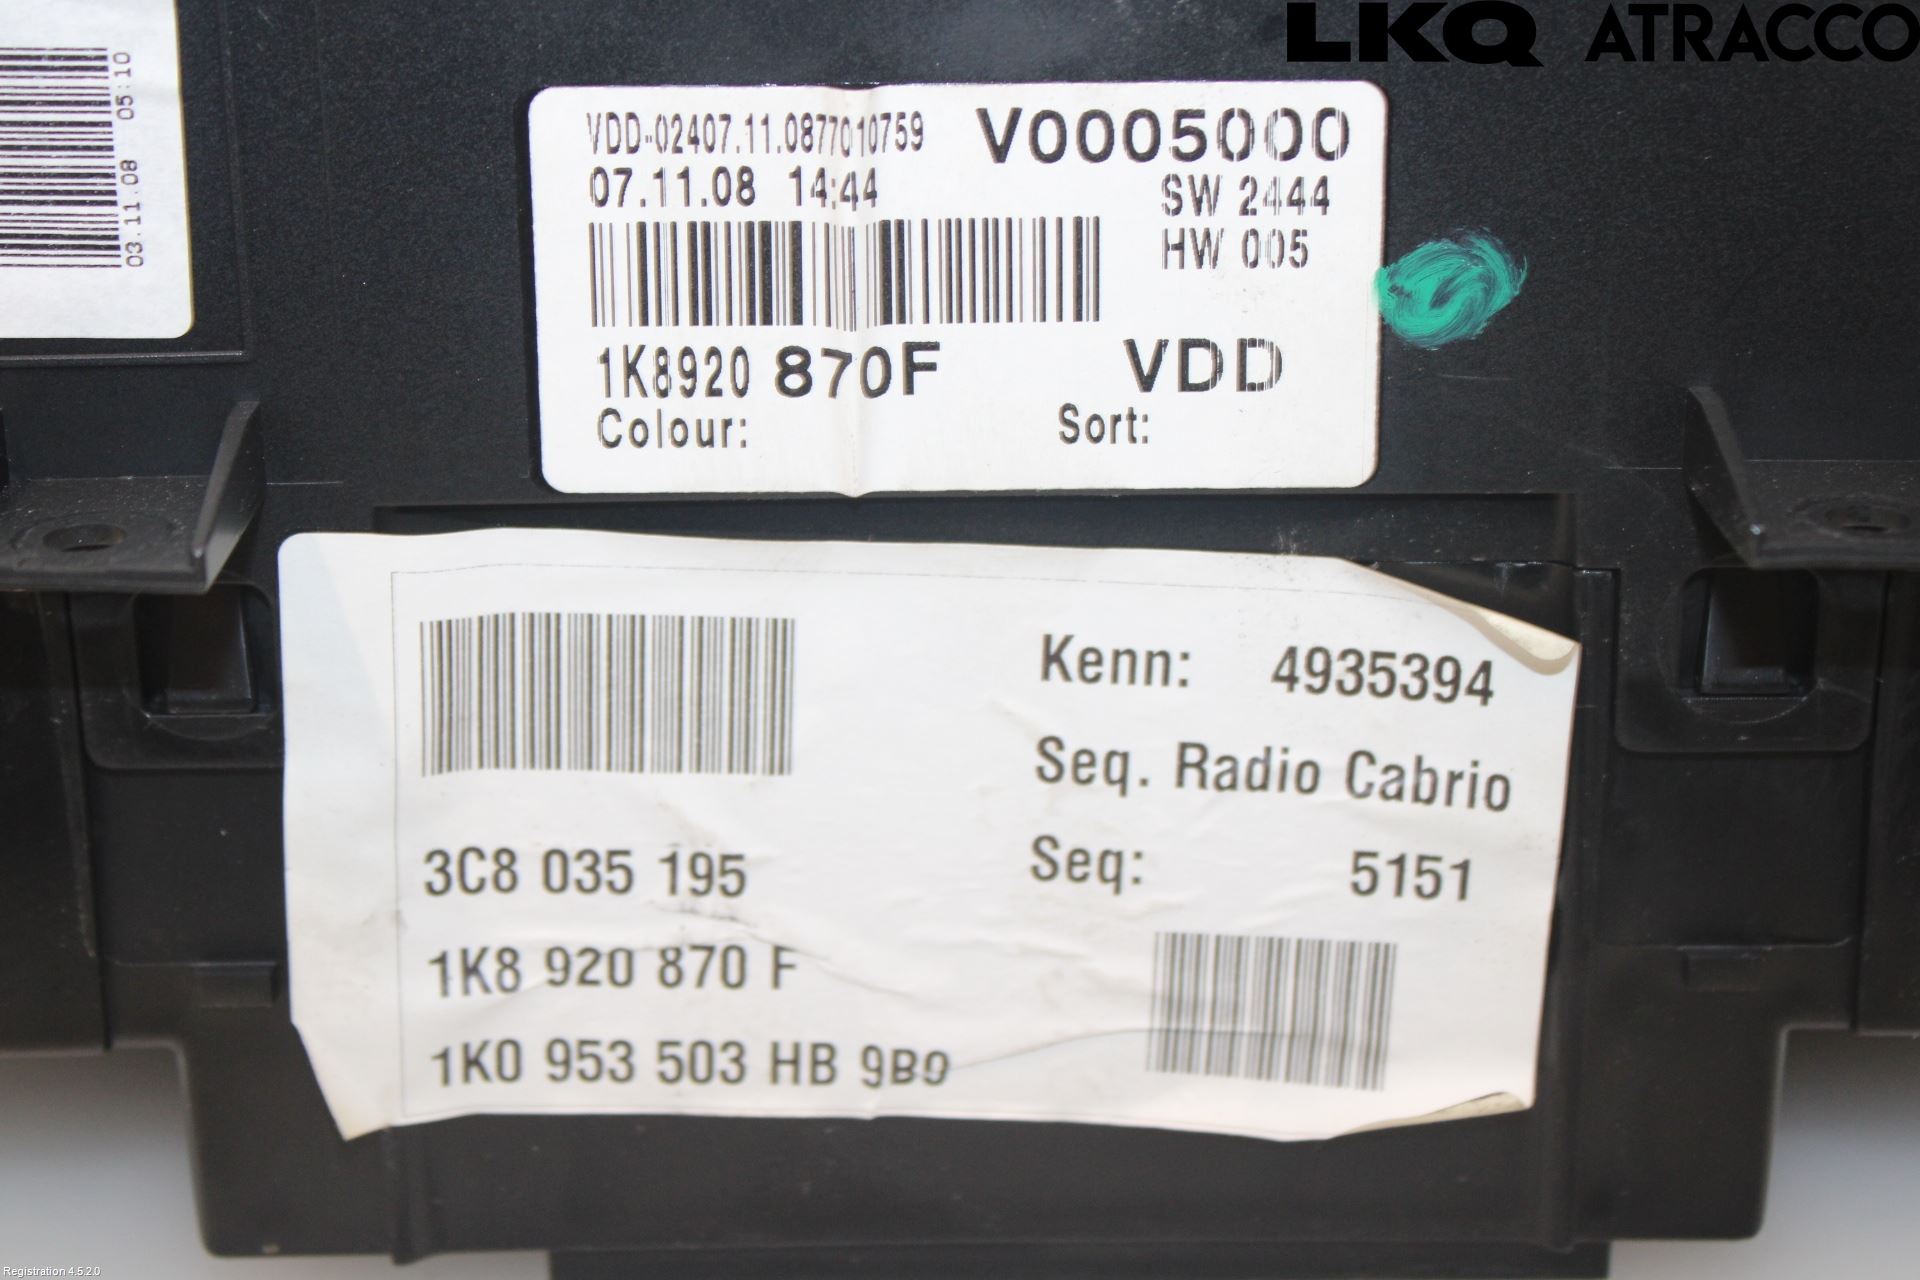 LKQ ATRACCO
03.11.08 05:10
VDD-02407.11.0877010759 V0005000
07.11.08 14:44 SW 2444
HW 005
1K8920 870F VDD
Colour: Sort:
Kenn: 4935394
Seq. Radio Cabrio
3C8 035 195 Seq: 5151
1K8 920 870 F
1K0 953 503 HB 9B9
Registration 4.5.2.0